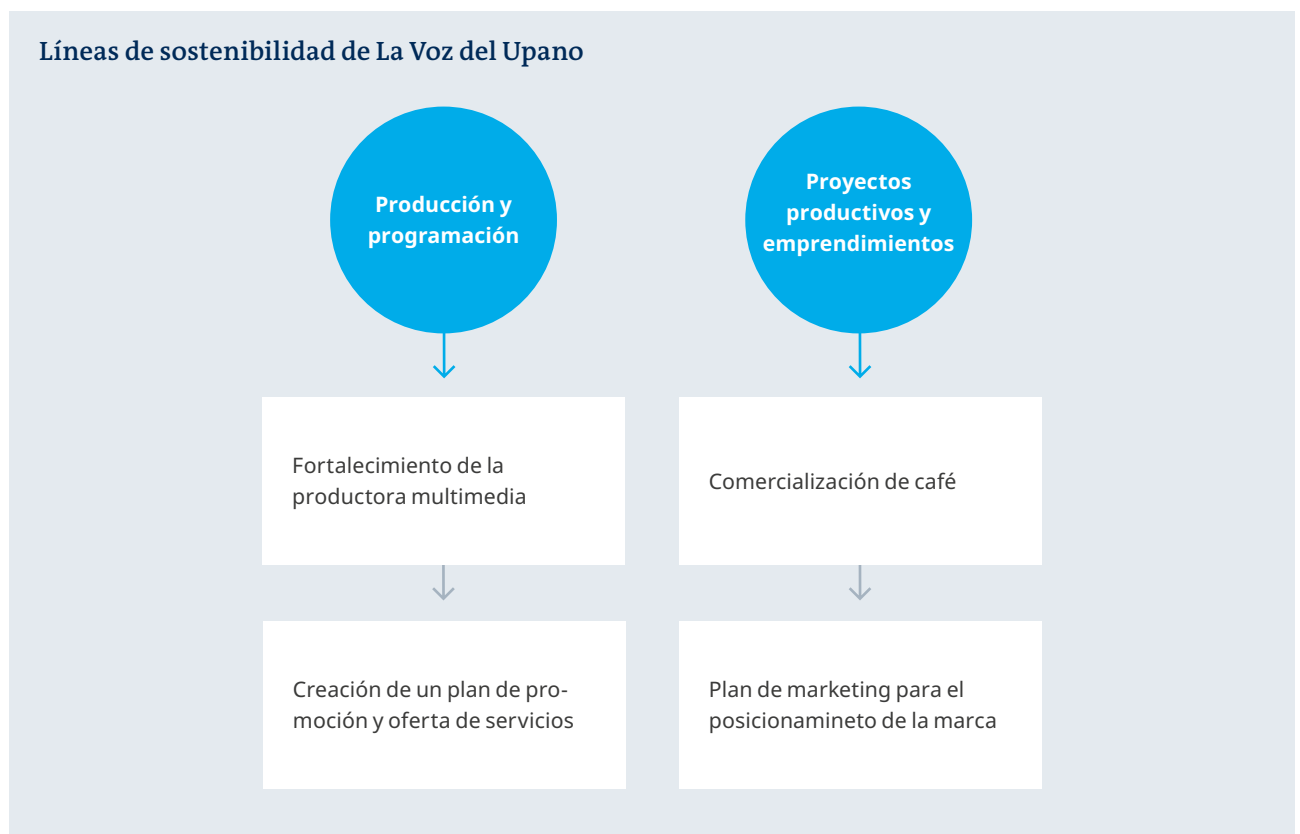 Líneas de sostenibilidad de La Voz del Upano
Producción y
programación
Fortalecimiento de la
productora multimedia
Creación de un plan de pro-
moción y oferta de servicios
Proyectos
productivos y
emprendimientos
Comercialización de café
Plan de marketing para el
posicionamineto de la marca